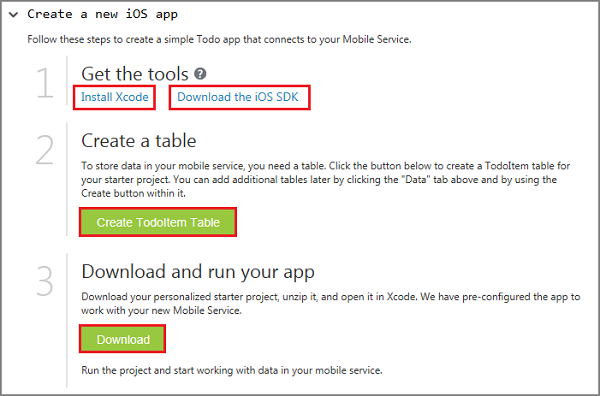 Create a new iOS app
Follow these steps to create a simple Todo app that connects to your Mobile Service.
1
Get the tools ?
Install Xcode Download the iOS SDK
2
Create a table
To store data in your mobile service, you need a table. Click the button below to create a TodoItem table for
your starter project. You can add additional tables later by clicking the "Data" tab above and by using the
Create button within it.
Create TodoItem Table
3
Download and run your app
Download your personalized starter project, unzip it, and open it in Xcode. We have pre-configured the app to
work with your new Mobile Service.
Download
Run the project and start working with data in your mobile service.